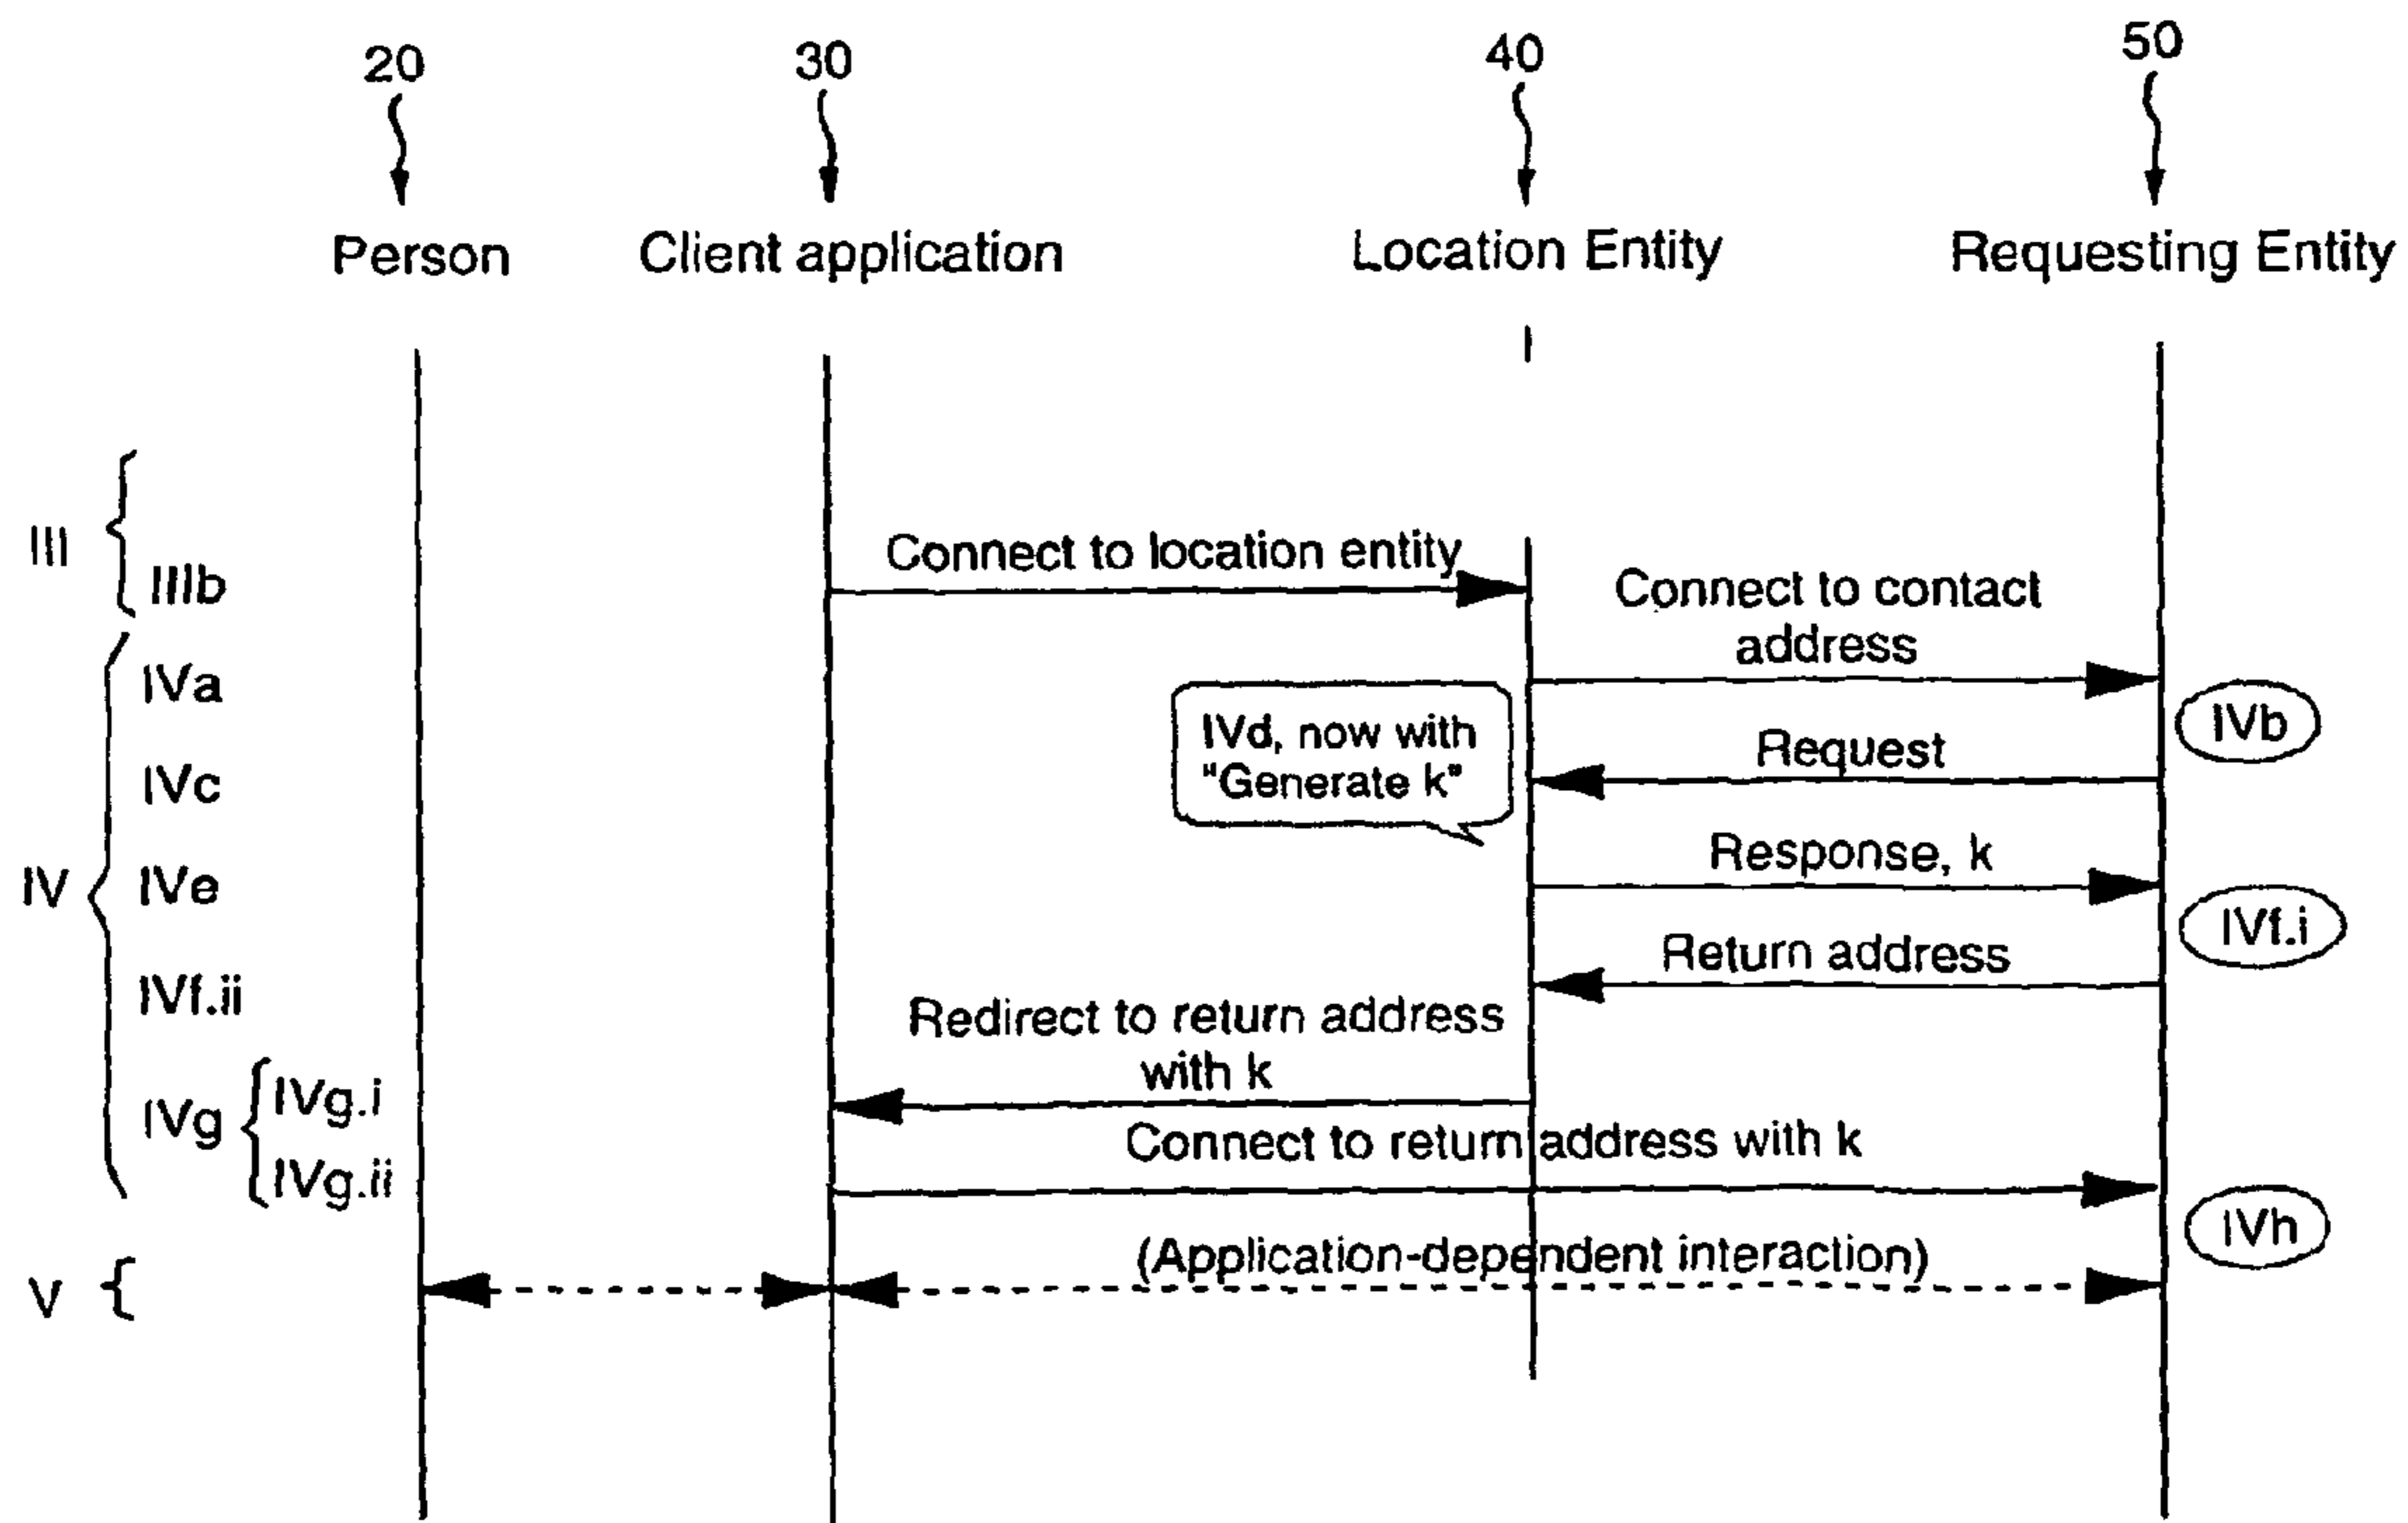 20
30
40
50
Person
Client application
Location Entity
Requesting Entity
III
IIIb
Connect to location entity
Connect to contact
address
IVa
IVd, now with
"Generate k"
IVb
IVc
Request
IV
IVe
Response, k
IVf.i
IVf.ii
Return address
Redirect to return address
with k
IVg
IVg.i
IVg.ii
Connect to return address with k
IVh
V
(Application-dependent interaction)